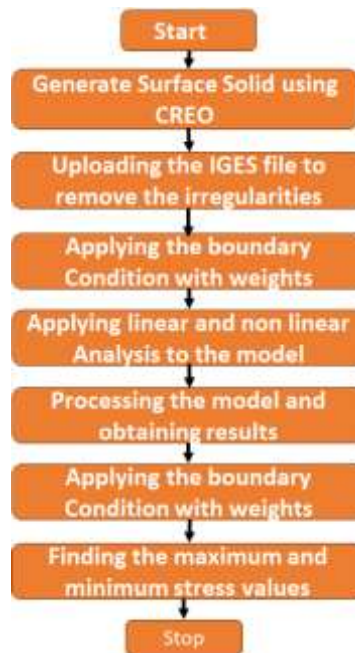 Start
Generate Surface Solid using
CREO
Uploading the IGES file to
remove the irregularities
Applying the boundary
Condition with weights
Applying linear and non linear
Analysis to the model
Processing the model and
obtaining results
Applying the boundary
Condition with weights
Finding the maximum and
minimum stress values
Stop